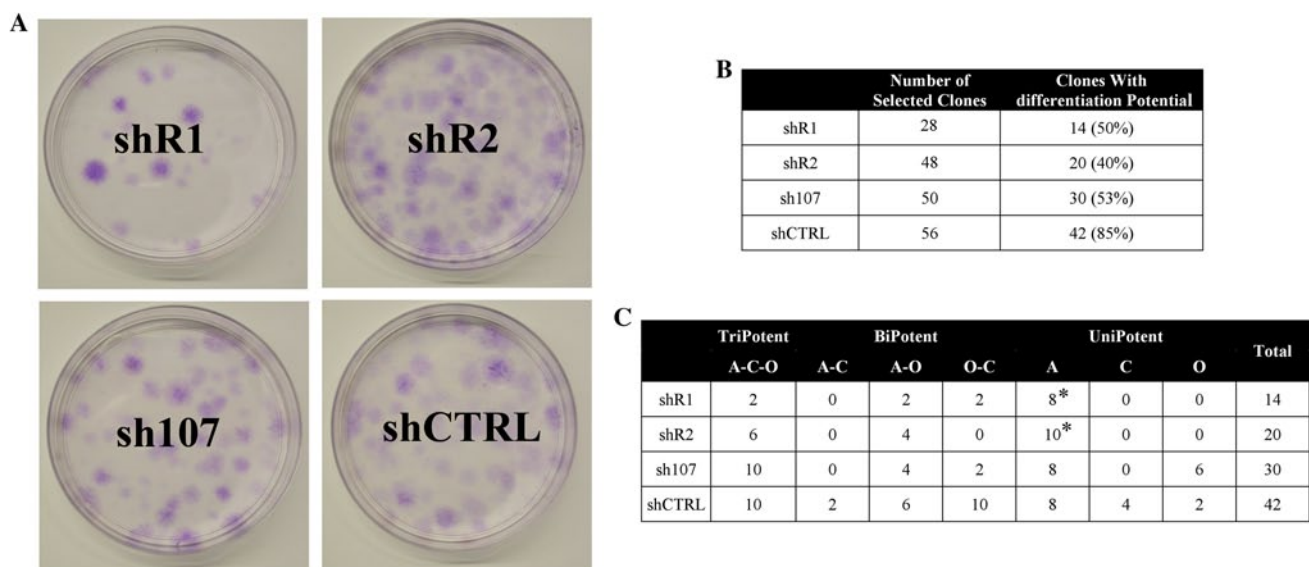 A
shR1
shR2
sh107
shCTRL
B
Number of Selected Clones Clones With differentiation Potential
shR1 28 14 (50%)
shR2 48 20 (40%)
sh107 50 30 (53%)
shCTRL 56 42 (85%)
C
TriPotent BiPotent UniPotent Total
A-C-O A-C A-O O-C A C O
shR1 2 0 2 2 8* 0 0 14
shR2 6 0 4 0 10* 0 0 20
sh107 10 0 4 2 8 0 6 30
shCTRL 10 2 6 10 8 4 2 42